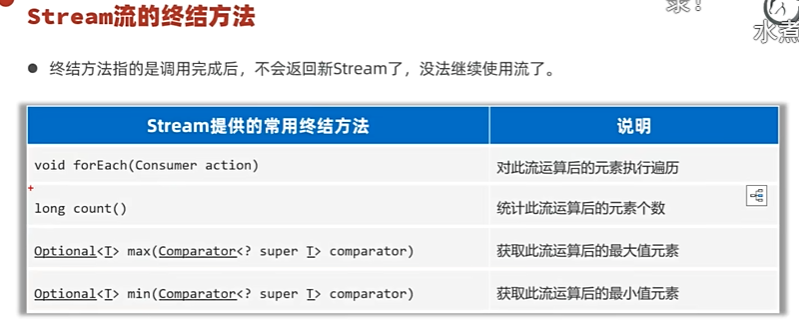 Stream流的终结方法
水煮
终结方法指的是调用完成后，不会返回新Stream了，没法继续使用流了。
Stream提供的常用终结方法 说明
void forEach(Consumer action) 对此流运算后的元素执行遍历
long count() 统计此流运算后的元素个数
Optional<T> max(Comparator<? super T> comparator) 获取此流运算后的最大值元素
Optional<T> min(Comparator<? super T> comparator) 获取此流运算后的最小值元素